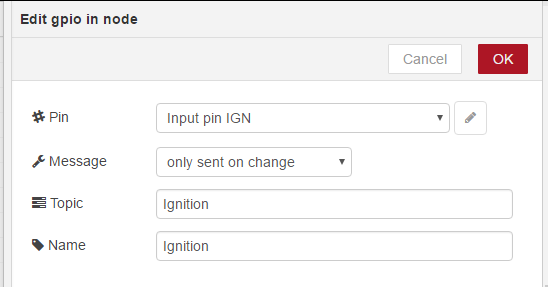 Edit gpio in node
Cancel OK
Pin Input pin IGN
Message only sent on change
Topic Ignition
Name Ignition